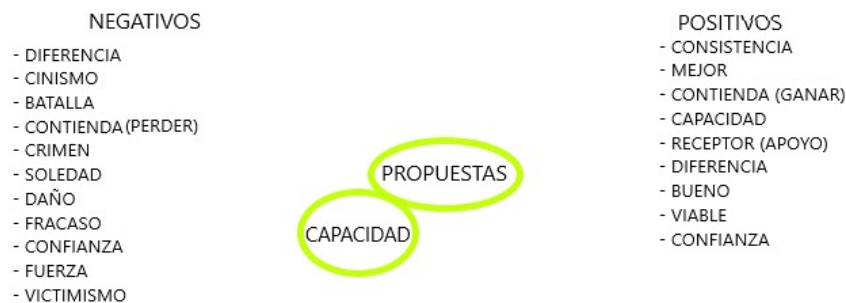 NEGATIVOS
- DIFERENCIA
- CINISMO
- BATALLA
- CONTIENDA (PERDER)
- CRIMEN
- SOLEDAD
- DAÑO
- FRACASO
- CONFIANZA
- FUERZA
- VICTIMISMO
PROPUESTAS
CAPACIDAD
POSITIVOS
- CONSISTENCIA
- MEJOR
- CONTIENDA (GANAR)
- CAPACIDAD
- RECEPTOR (APOYO)
- DIFERENCIA
- BUENO
- VIABLE
- CONFIANZA